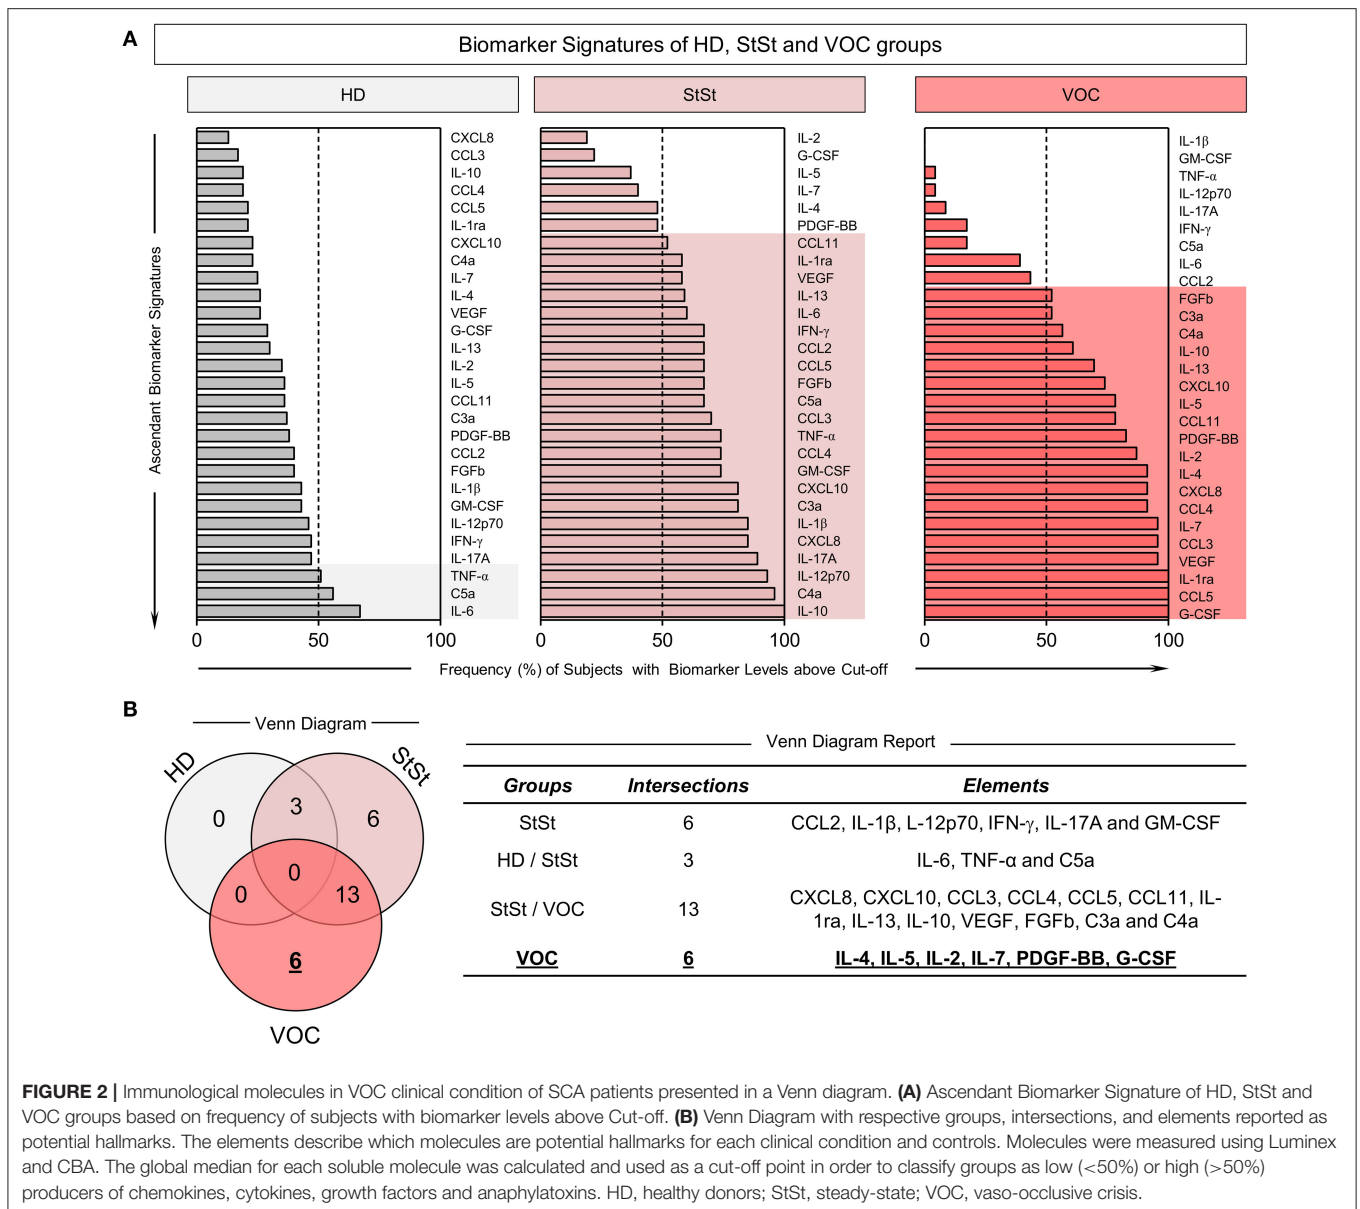 A
Biomarker Signatures of HD, StSt and VOC groups
HD
StSt
VOC
Ascendant Biomarker Signatures
CXCL8
CCL3
IL-10
CCL4
CCL5
IL-1ra
CXCL10
C4a
IL-7
IL-4
VEGF
G-CSF
IL-13
IL-2
IL-5
CCL11
C3a
PDGF-BB
CCL2
FGFb
IL-1β
GM-CSF
IL-12p70
IFN-γ
IL-17A
TNF-α
C5a
IL-6
0 50 100
IL-2
G-CSF
IL-5
IL-7
IL-4
PDGF-BB
CCL11
IL-1ra
VEGF
IL-13
IL-6
IFN-γ
CCL2
CCL5
FGFb
C5a
CCL3
TNF-α
CCL4
GM-CSF
CXCL10
C3a
IL-1β
CXCL8
IL-17A
IL-12p70
C4a
IL-10
0 50 100
IL-1β
GM-CSF
TNF-α
IL-12p70
IL-17A
IFN-γ
C5a
IL-6
CCL2
FGFb
C3a
C4a
IL-10
IL-13
CXCL10
IL-5
CCL11
PDGF-BB
IL-2
IL-4
CXCL8
CCL4
IL-7
CCL3
VEGF
IL-1ra
CCL5
G-CSF
0 50 100
Frequency (%) of Subjects with Biomarker Levels above Cut-off
B
Venn Diagram
HD
StSt
0
3
6
0
0
13
6
VOC
Venn Diagram Report
Groups Intersections Elements
StSt 6 CCL2, IL-1β, L-12p70, IFN-γ, IL-17A and GM-CSF
HD / StSt 3 IL-6, TNF-α and C5a
StSt / VOC 13 CXCL8, CXCL10, CCL3, CCL4, CCL5, CCL11, IL-
1ra, IL-13, IL-10, VEGF, FGFb, C3a and C4a
VOC 6 IL-4, IL-5, IL-2, IL-7, PDGF-BB, G-CSF
FIGURE 2 | Immunological molecules in VOC clinical condition of SCA patients presented in a Venn diagram. (A) Ascendant Biomarker Signature of HD, StSt and
VOC groups based on frequency of subjects with biomarker levels above Cut-off. (B) Venn Diagram with respective groups, intersections, and elements reported as
potential hallmarks. The elements describe which molecules are potential hallmarks for each clinical condition and controls. Molecules were measured using Luminex
and CBA. The global median for each soluble molecule was calculated and used as a cut-off point in order to classify groups as low (<50%) or high (>50%)
producers of chemokines, cytokines, growth factors and anaphylatoxins. HD, healthy donors; StSt, steady-state; VOC, vaso-occlusive crisis.